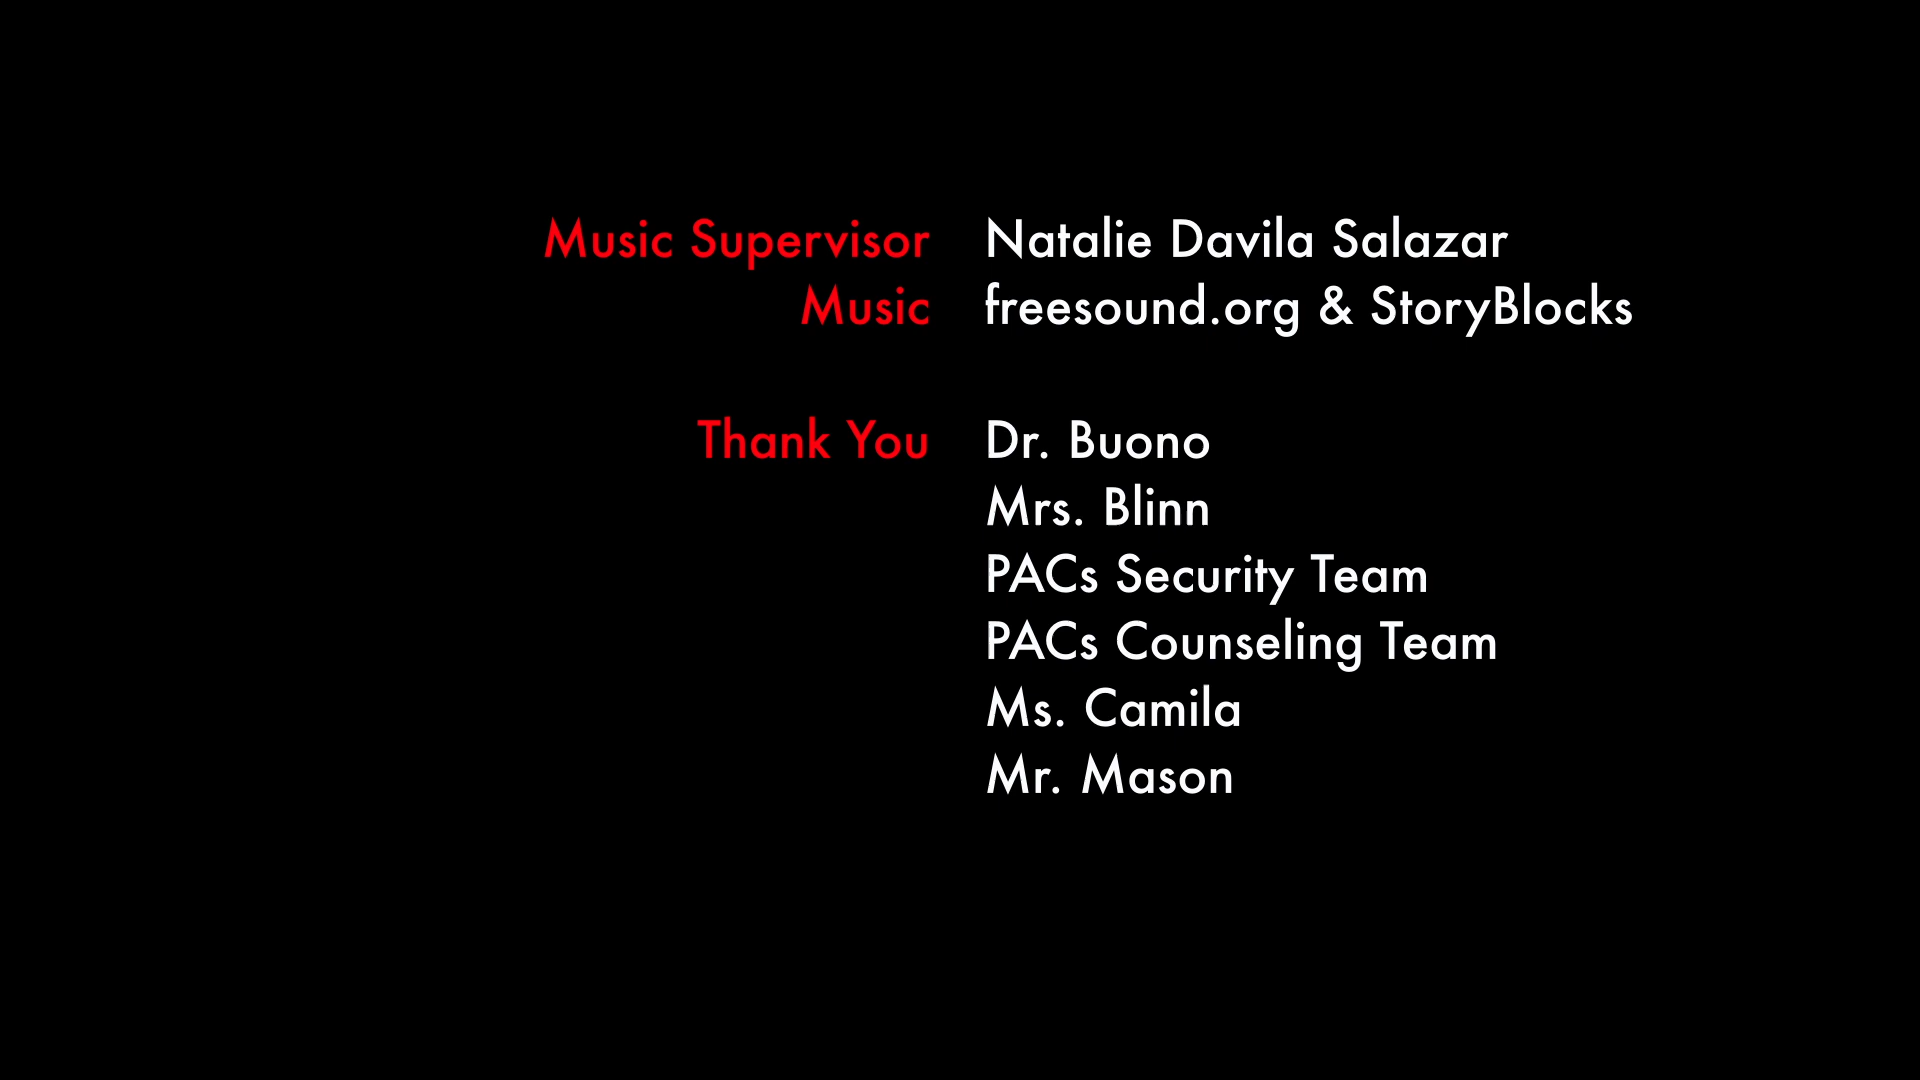 Music Supervisor Natalie Davila Salazar
Music freesound.org & StoryBlocks
Thank You Dr. Buono
Mrs. Blinn
PACs Security Team
PACs Counseling Team
Ms. Camila
Mr. Mason